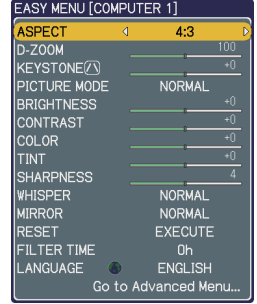 EASY MENU [COMPUTER 1]
ASPECT 4:3
D-ZOOM 100
KEYSTONE +0
PICTURE MODE NORMAL
BRIGHTNESS +0
CONTRAST +0
COLOR +0
TINT +0
SHARPNESS 4
WHISPER NORMAL
MIRROR NORMAL
RESET EXECUTE
FILTER TIME 0h
LANGUAGE ENGLISH
Go to Advanced Menu...